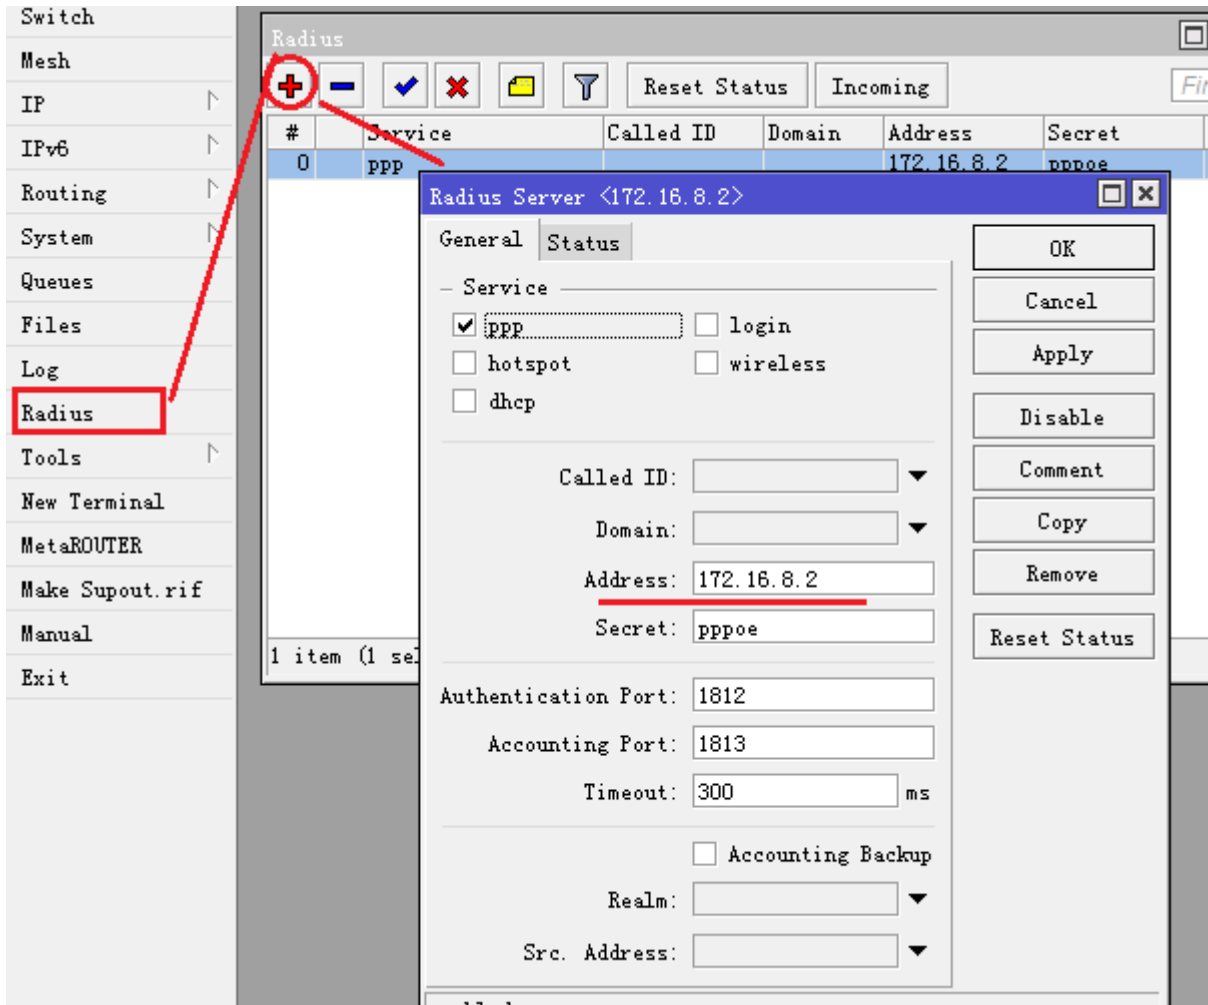 Switch
Mesh
IP
IPv6
Routing
System
Queues
Files
Log
Radius
Tools
New Terminal
MetaROUTER
Make Supout.rif
Manual
Exit
Radius
Reset Status Incoming
# Service Called ID Domain Address Secret
0 ppp 172.16.8.2 pppoe
1 item (1 sel
Radius Server <172.16.8.2>
General Status
Service
ppp login
hotspot wireless
dhcp
Called ID:
Domain:
Address: 172.16.8.2
Secret: pppoe
Authentication Port: 1812
Accounting Port: 1813
Timeout: 300 ms
Accounting Backup
Realm:
Src. Address:
OK
Cancel
Apply
Disable
Comment
Copy
Remove
Reset Status